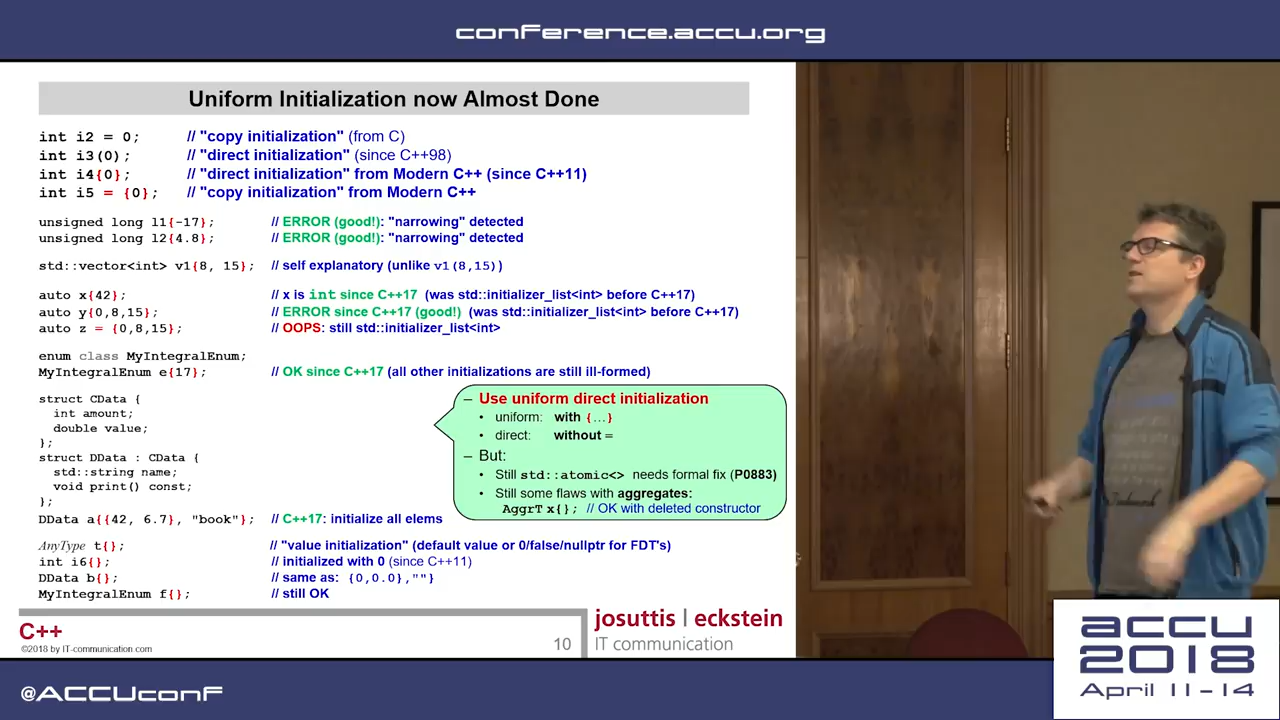 conference.accu.org
Uniform Initialization now Almost Done
int i2 = 0; // "copy initialization" (from C)
int i3(0); // "direct initialization" (since C++98)
int i4{0}; // "direct initialization" from Modern C++ (since C++11)
int i5 = {0}; // "copy initialization" from Modern C++
unsigned long l1{-17}; // ERROR (good!): "narrowing" detected
unsigned long l2{4.8}; // ERROR (good!): "narrowing" detected
std::vector<int> v1{8, 15}; // self explanatory (unlike v1(8,15))
auto x{42}; // x is int since C++17 (was std::initializer_list<int> before C++17)
auto y{0,8,15}; // ERROR since C++17 (good!) (was std::initializer_list<int> before C++17)
auto z = {0,8,15}; // OOPS: still std::initializer_list<int>
enum class MyIntegralEnum;
MyIntegralEnum e{17}; // OK since C++17 (all other initializations are still ill-formed)
struct CData {
int amount;
double value;
};
struct DData : CData {
std::string name;
void print() const;
};
DData a{{42, 6.7}, "book"}; // C++17: initialize all elems
– Use uniform direct initialization
• uniform: with {...}
• direct: without =
– But:
• Still std::atomic<> needs formal fix (P0883)
• Still some flaws with aggregates:
AggrT x{}; // OK with deleted constructor
AnyType t{}; // "value initialization" (default value or 0/false/nullptr for FDT's)
int i6{}; // initialized with 0 (since C++11)
DData b{}; // same as: {0,0.0},""}
MyIntegralEnum f{}; // still OK
C++
©2018 by IT-communication.com
10
josuttis | eckstein
IT communication
accu
2018
April 11-14
@ACCUconf